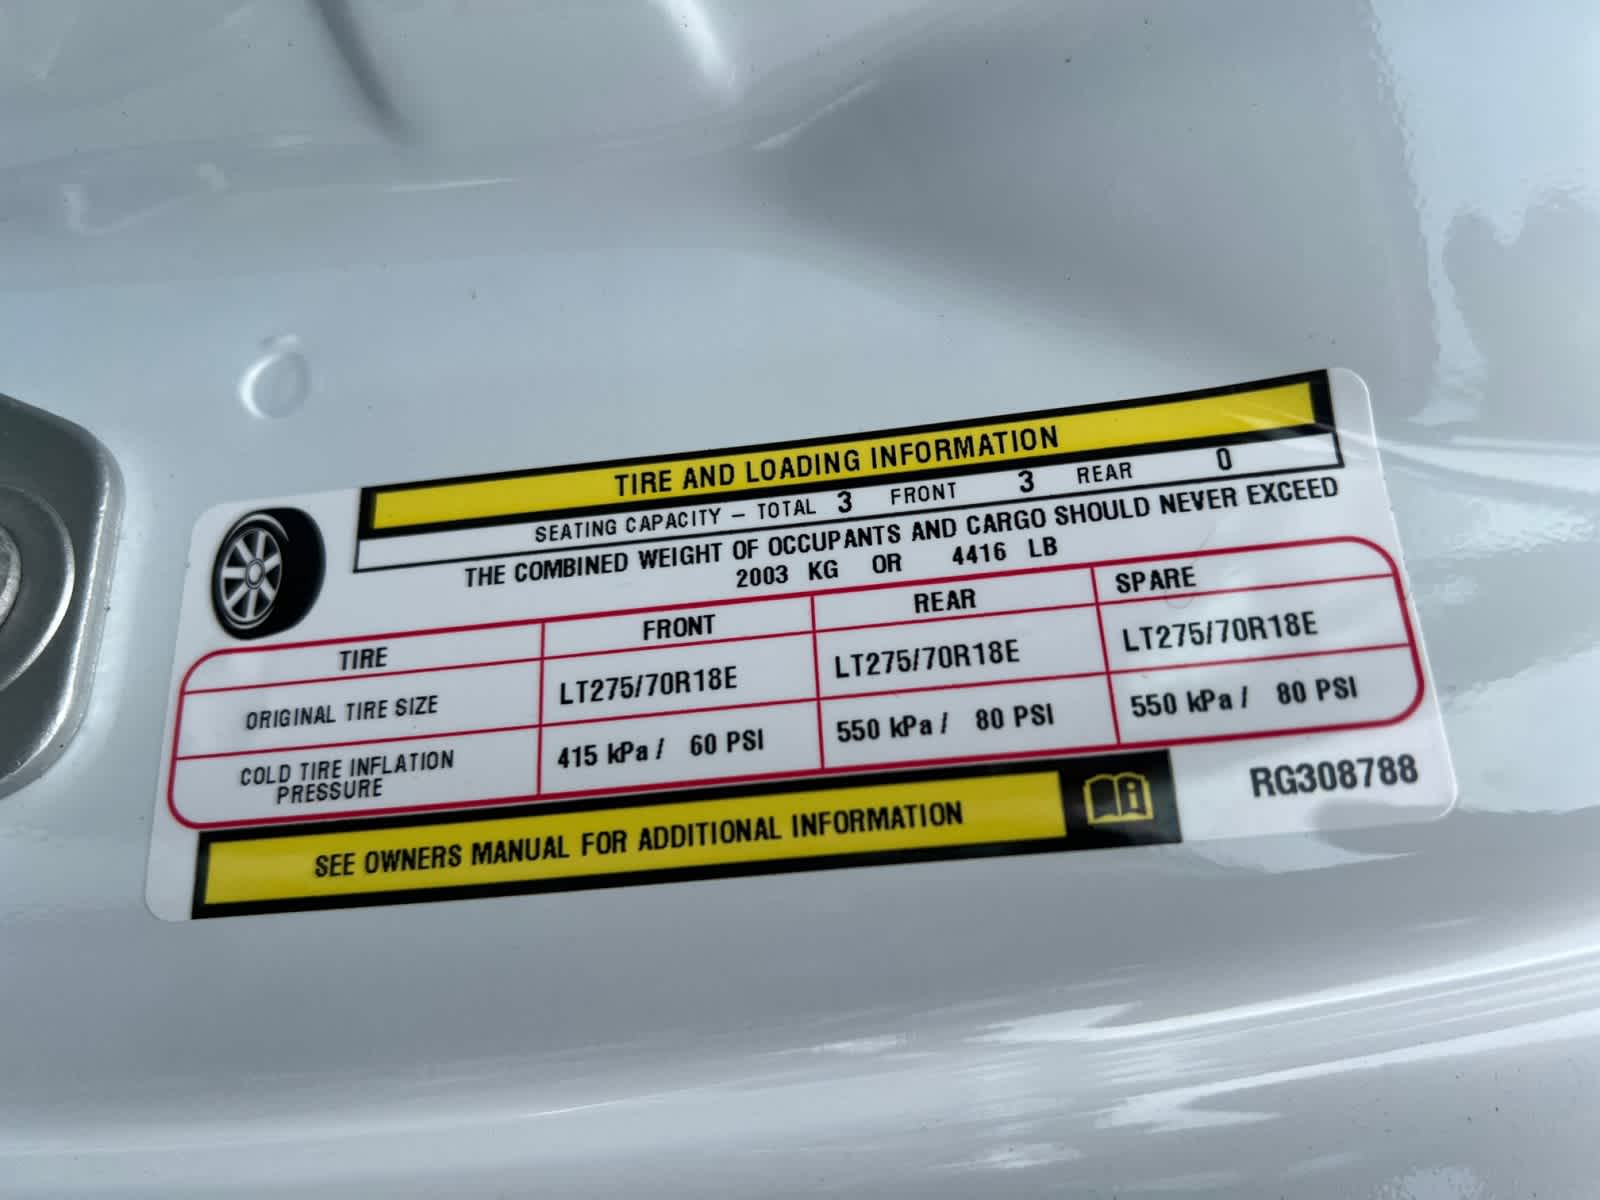 TIRE AND LOADING INFORMATION
SEATING CAPACITY – TOTAL 3 FRONT 3 REAR 0
THE COMBINED WEIGHT OF OCCUPANTS AND CARGO SHOULD NEVER EXCEED
2003 KG OR 4416 LB
TIRE FRONT REAR SPARE
ORIGINAL TIRE SIZE LT275/70R18E LT275/70R18E LT275/70R18E
COLD TIRE INFLATION PRESSURE 415 kPa / 60 PSI 550 kPa / 80 PSI 550 kPa / 80 PSI
SEE OWNERS MANUAL FOR ADDITIONAL INFORMATION
RG308788